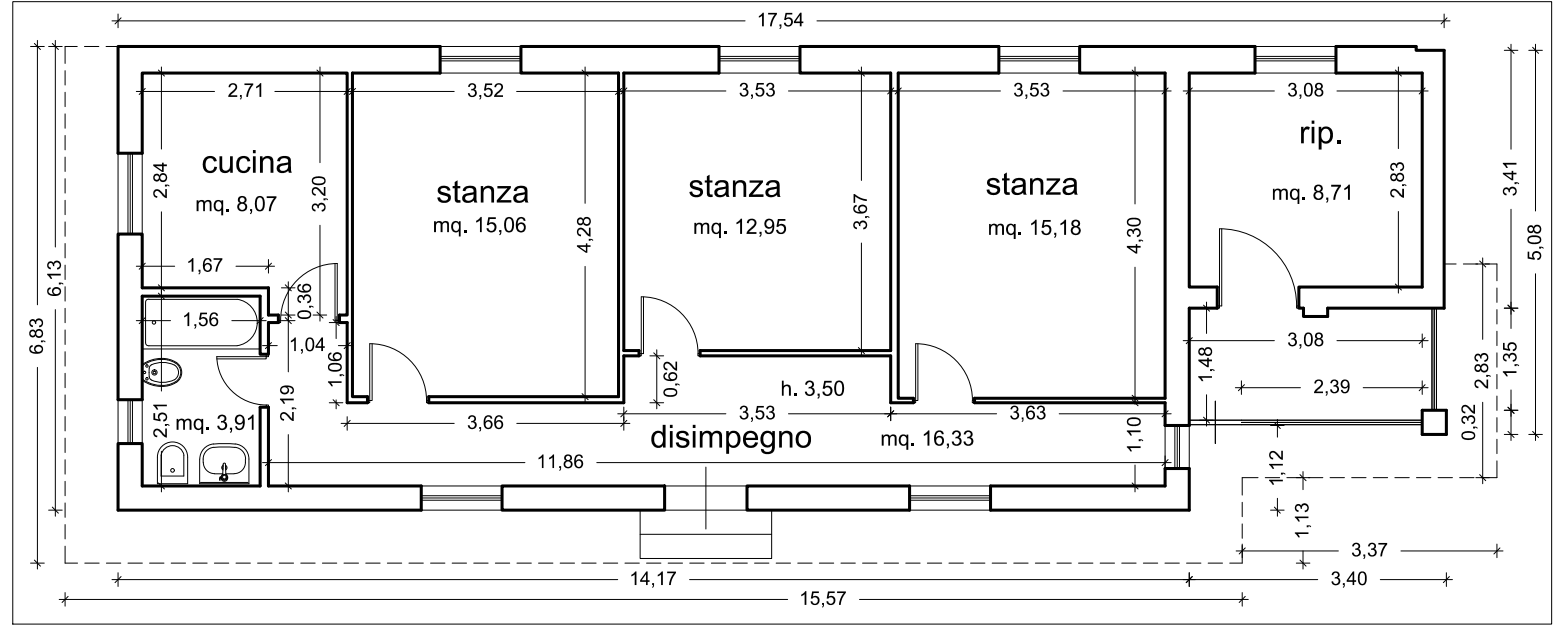 17,54
2,71
3,52
3,53
3,53
3,08
cucina
mq. 8,07
2,84
3,20
stanza
mq. 15,06
4,28
stanza
mq. 12,95
3,67
stanza
mq. 15,18
4,30
rip.
mq. 8,71
2,83
3,41
5,08
6,83
6,13
1,67
0,36
1,56
1,04
1,06
2,19
2,51
mq. 3,91
0,62
h. 3,50
3,66
3,53
3,63
disimpegno
mq. 16,33
1,10
11,86
1,48
3,08
2,39
1,35
2,83
0,32
1,12
1,13
3,37
14,17
3,40
15,57